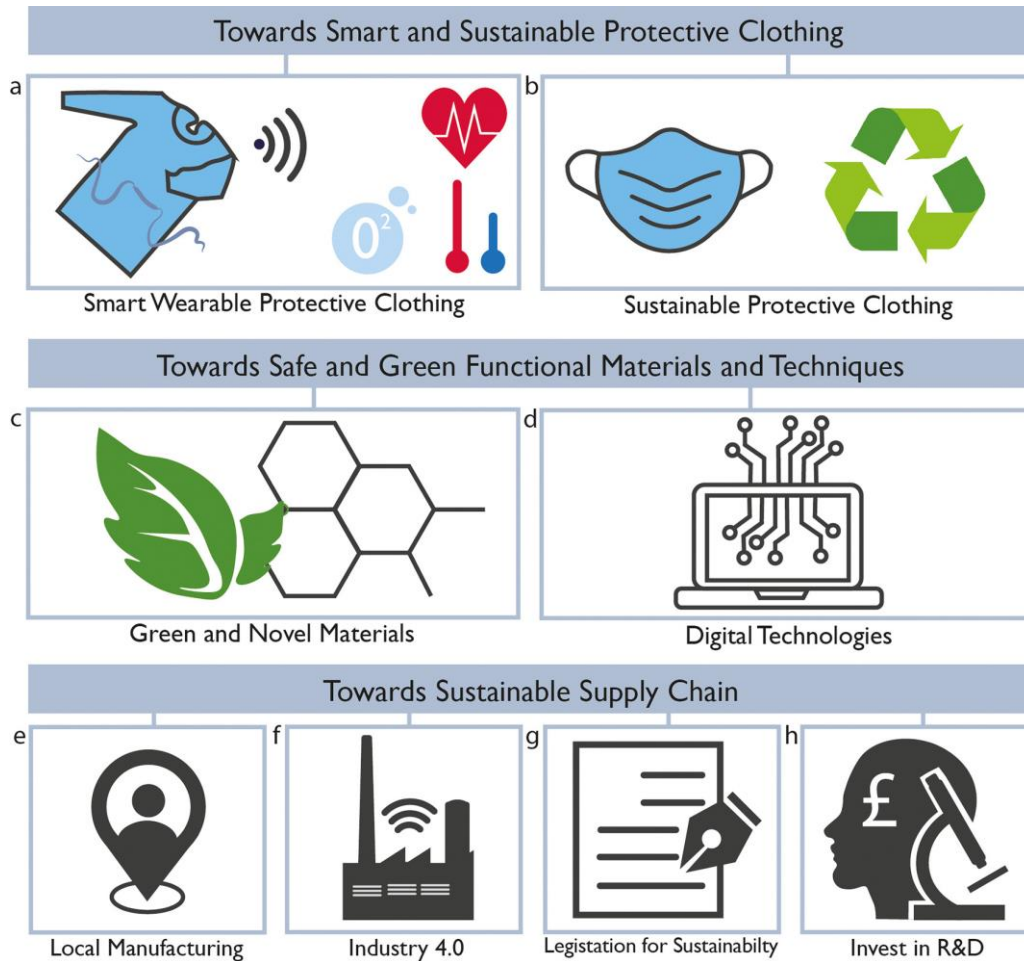 Towards Smart and Sustainable Protective Clothing
a
b
0²
Smart Wearable Protective Clothing
Sustainable Protective Clothing
Towards Safe and Green Functional Materials and Techniques
c
d
Green and Novel Materials
Digital Technologies
Towards Sustainable Supply Chain
e
f
g
h
£
Local Manufacturing
Industry 4.0
Legistation for Sustainabilty
Invest in R&D